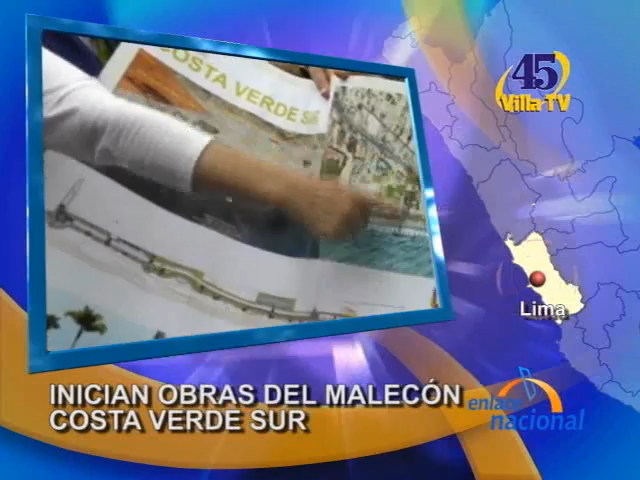 COSTA VERDE SUR
45
Villa TV
Lima
INICIAN OBRAS DEL MALECÓN
COSTA VERDE SUR
enlace
nacional